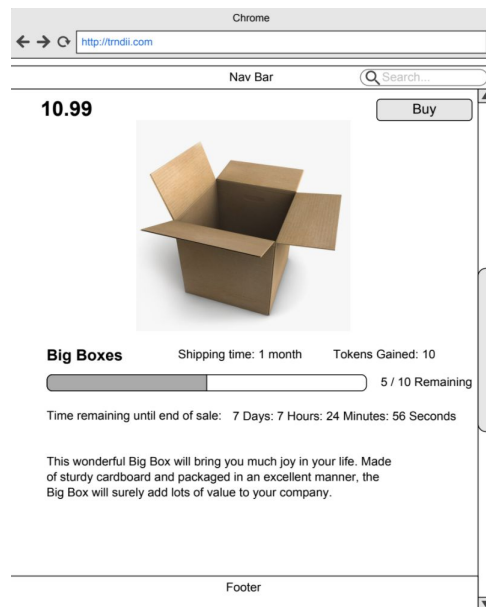 Chrome
http://trndii.com
Nav Bar
Search...
10.99
Buy
Big Boxes
Shipping time: 1 month
Tokens Gained: 10
5 / 10 Remaining
Time remaining until end of sale: 7 Days: 7 Hours: 24 Minutes: 56 Seconds
This wonderful Big Box will bring you much joy in your life. Made
of sturdy cardboard and packaged in an excellent manner, the
Big Box will surely add lots of value to your company.
Footer